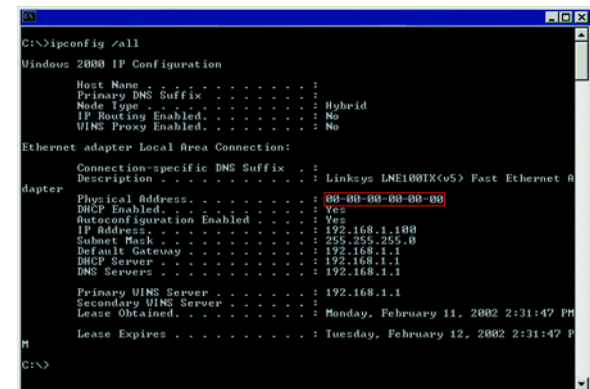 C:\>ipconfig /all
Windows 2000 IP Configuration
Host Name . . . . . . . . . . . . :
Primary DNS Suffix . . . . . . . :
Node Type . . . . . . . . . . . . : Hybrid
IP Routing Enabled. . . . . . . . : No
WINS Proxy Enabled. . . . . . . . : No
Ethernet adapter Local Area Connection:
Connection-specific DNS Suffix . :
Description . . . . . . . . . . . : Linksys LNE100TX(v5) Fast Ethernet A
dapter
Physical Address. . . . . . . . . : 00-00-00-00-00-00
DHCP Enabled. . . . . . . . . . . : Yes
Autoconfiguration Enabled . . . . : Yes
IP Address. . . . . . . . . . . . : 192.168.1.100
Subnet Mask . . . . . . . . . . . : 255.255.255.0
Default Gateway . . . . . . . . . : 192.168.1.1
DHCP Server . . . . . . . . . . . : 192.168.1.1
DNS Servers . . . . . . . . . . . : 192.168.1.1
Primary WINS Server . . . . . . . : 192.168.1.1
Secondary WINS Server . . . . . . :
Lease Obtained. . . . . . . . . . : Monday, February 11, 2002 2:31:47 PM
Lease Expires . . . . . . . . . . : Tuesday, February 12, 2002 2:31:47 P
M
C:\>